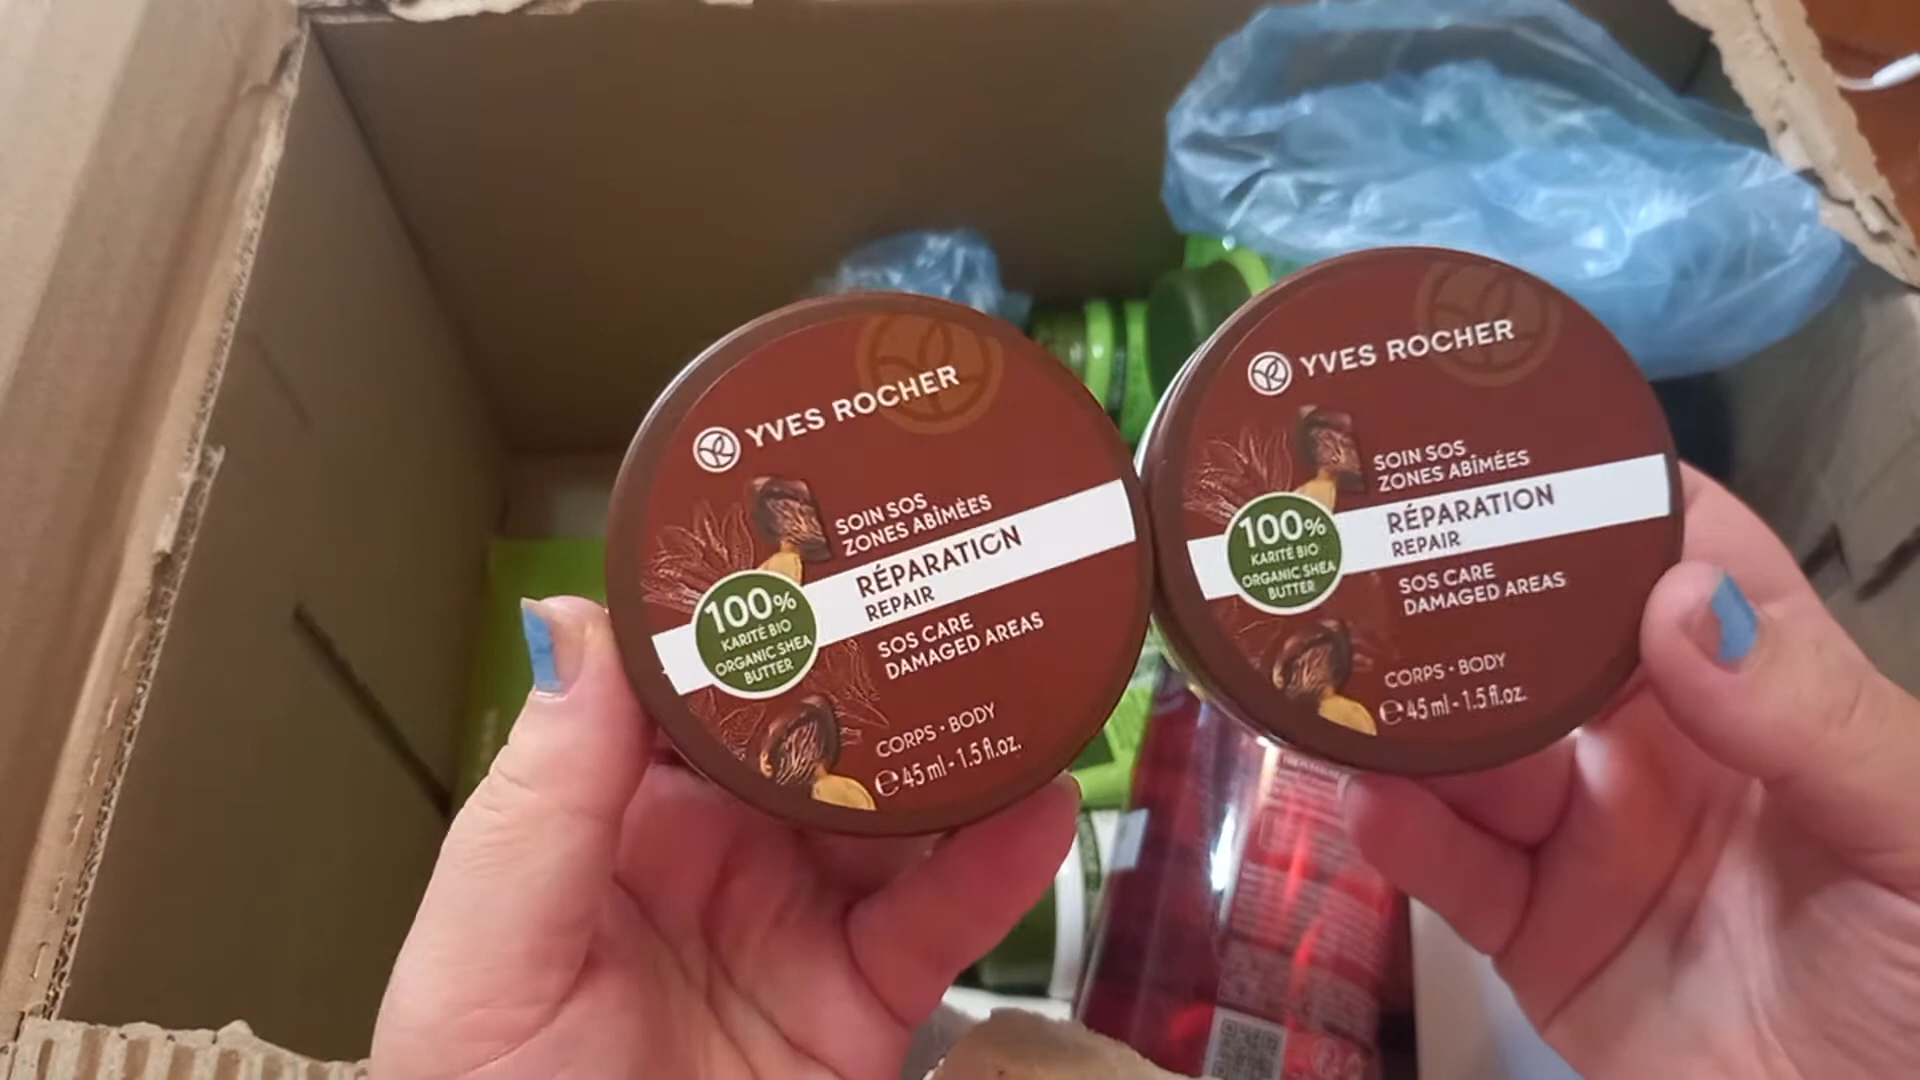 YVES ROCHER
SOIN SOS
ZONES ABÎMÉES
RÉPARATION
REPAIR
100%
KARITÉ BIO
ORGANIC SHEA
BUTTER
SOS CARE
DAMAGED AREAS
CORPS • BODY
e 45 ml - 1.5 fl.oz.
YVES ROCHER
SOIN SOS
ZONES ABÎMÉES
RÉPARATION
REPAIR
100%
KARITÉ BIO
ORGANIC SHEA
BUTTER
SOS CARE
DAMAGED AREAS
CORPS • BODY
e 45 ml - 1.5 fl.oz.